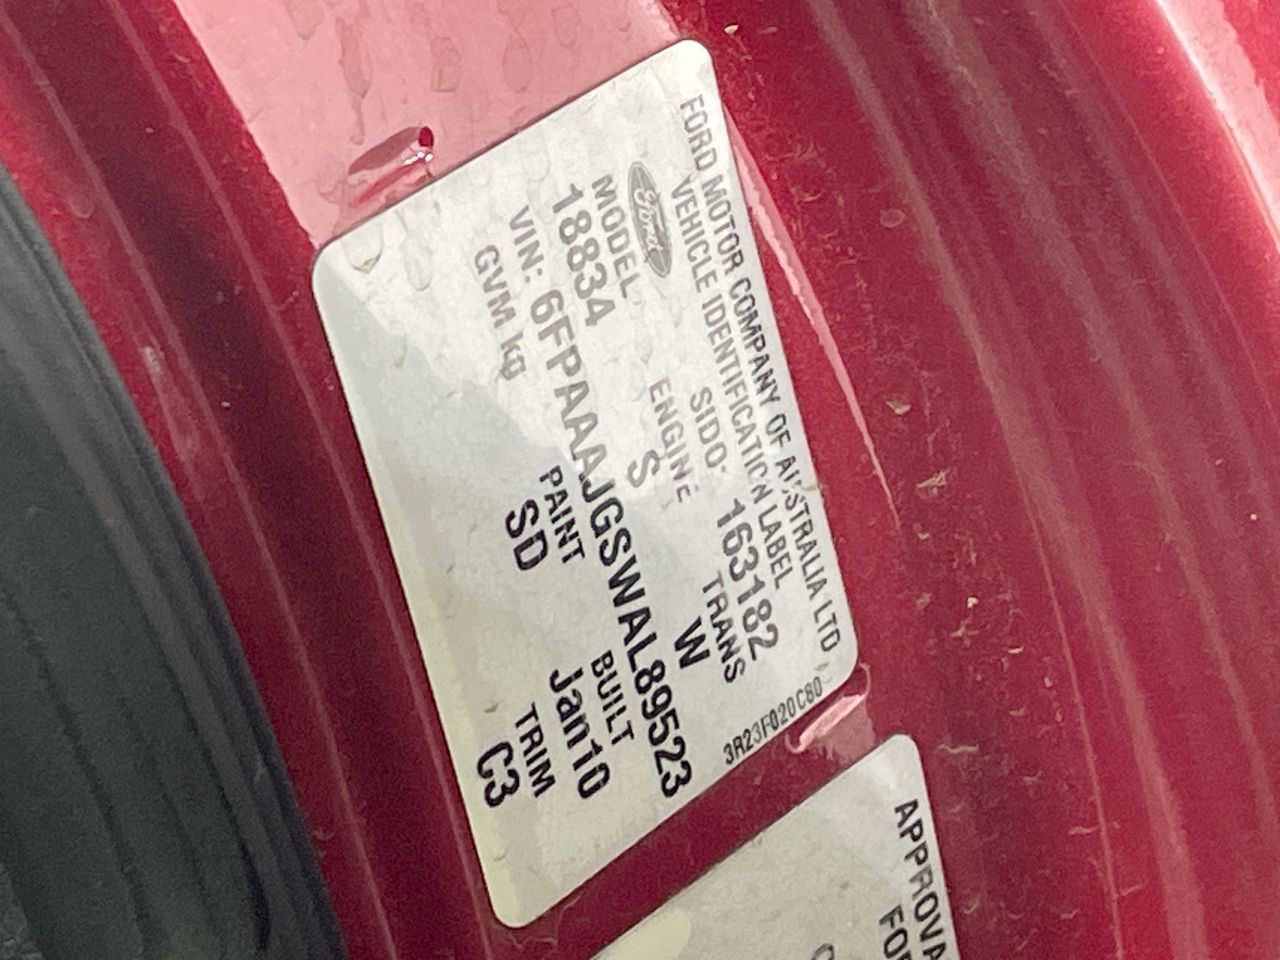 FORD MOTOR COMPANY OF AUSTRALIA LTD
VEHICLE IDENTIFICATION LABEL
Ford
SIDO: 163182
MODEL ENGINE TRANS
18834 S W
VIN: 6FPAAAJGSWAL89523
GVM kg PAINT BUILT TRIM
SD Jan10 C3
3R23F020C80
APPROVA
FOR